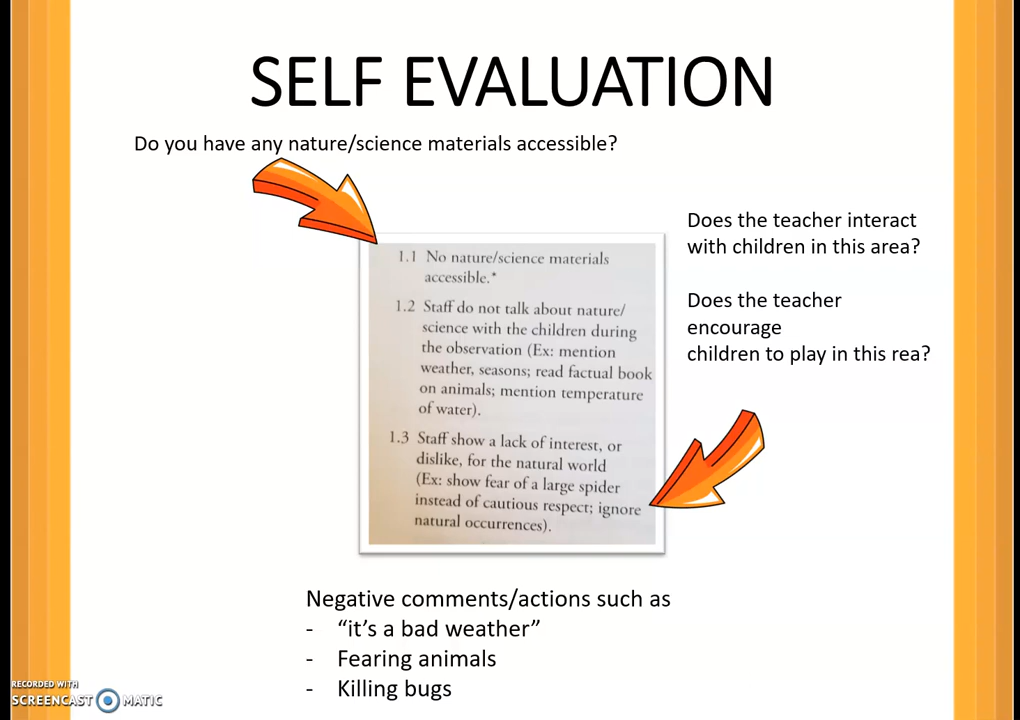 SELF EVALUATION
Do you have any nature/science materials accessible?
Does the teacher interact
with children in this area?
Does the teacher
encourage
children to play in this rea?
1.1 No nature/science materials
accessible.*
1.2 Staff do not talk about nature/
science with the children during
the observation (Ex: mention
weather, seasons; read factual book
on animals; mention temperature
of water).
1.3 Staff show a lack of interest, or
dislike, for the natural world
(Ex: show fear of a large spider
instead of cautious respect; ignore
natural occurrences).
Negative comments/actions such as
- “it’s a bad weather”
- Fearing animals
- Killing bugs
RECORDED WITH
SCREENCAST MATIC